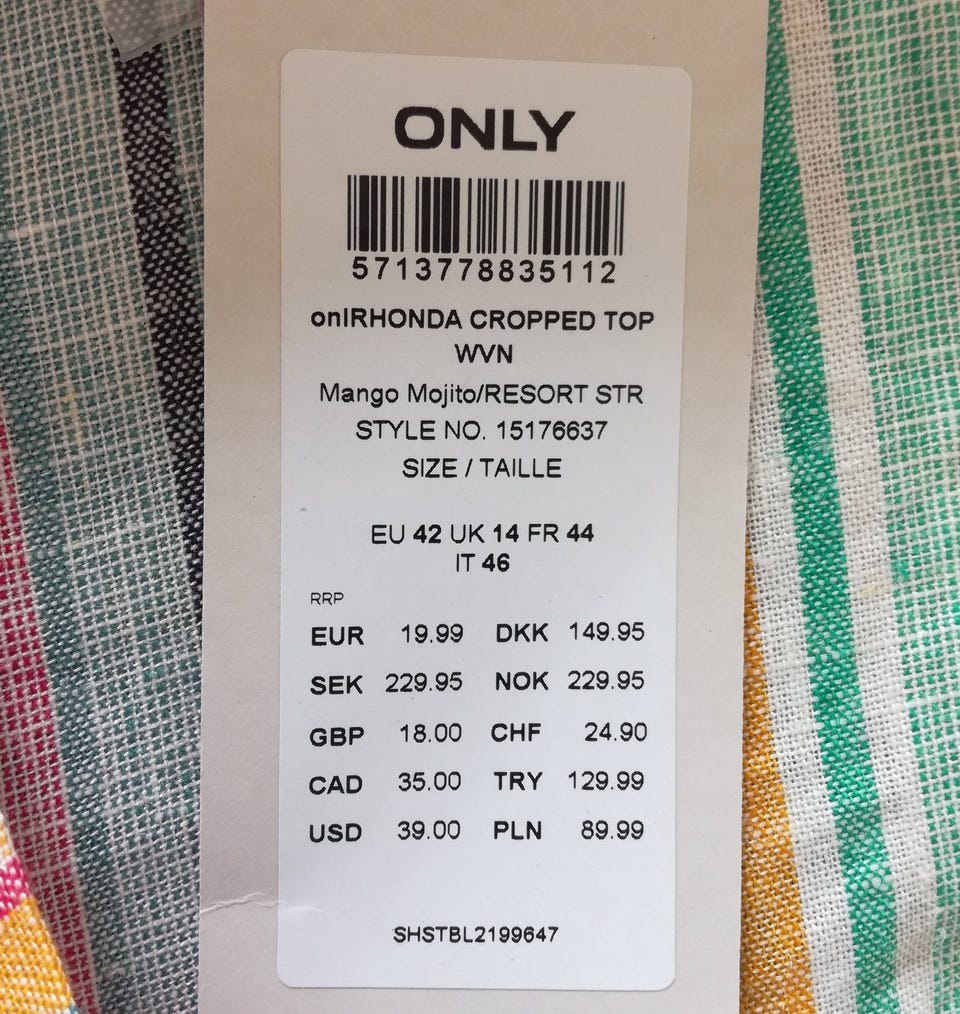 ONLY
5713778835112
onlRHONDA CROPPED TOP
WVN
Mango Mojito/RESORT STR
STYLE NO. 15176637
SIZE / TAILLE
EU 42 UK 14 FR 44
IT 46
RRP
EUR 19.99 DKK 149.95
SEK 229.95 NOK 229.95
GBP 18.00 CHF 24.90
CAD 35.00 TRY 129.99
USD 39.00 PLN 89.99
SHSTBL2199647